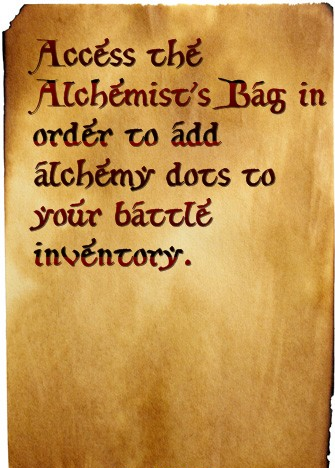 Access the
Alchemist's Bag in
order to add
alchemy dots to
your battle
inventory.